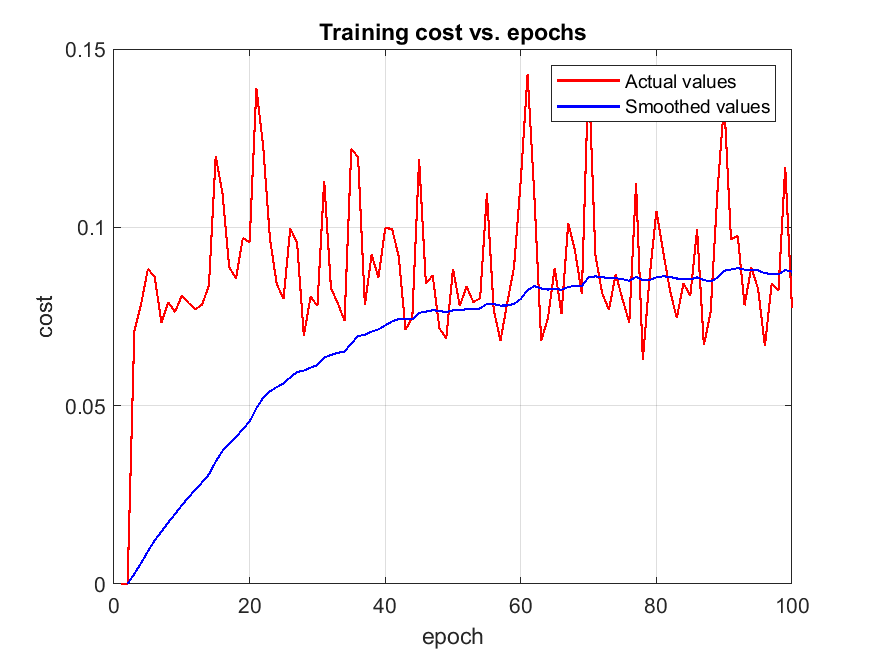 Training cost vs. epochs
Actual values
Smoothed values
cost
0.15
0.1
0.05
0
0 20 40 60 80 100
epoch